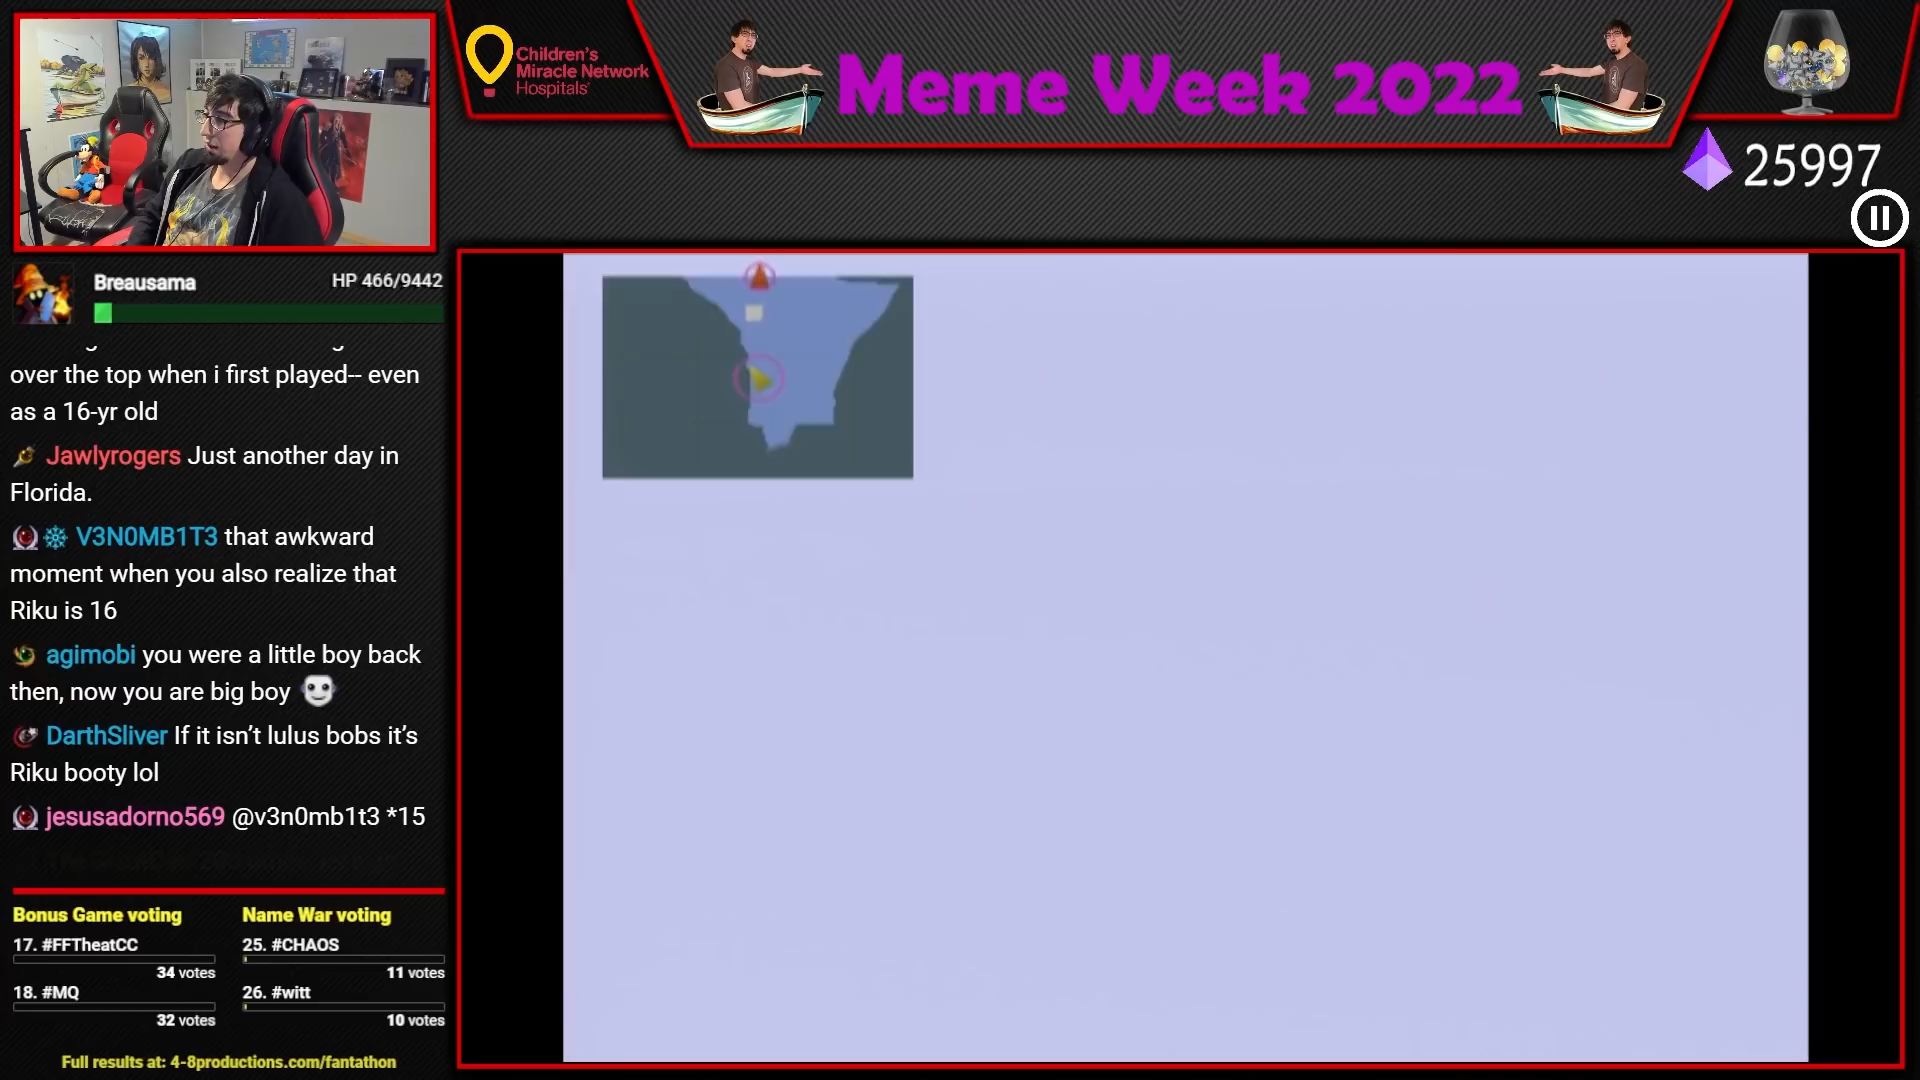 Children's
Miracle Network
Hospitals
Meme Week 2022
25997
Breausama
HP 466/9442
over the top when i first played-- even
as a 16-yr old
Jawlyrogers Just another day in
Florida.
V3N0MB1T3 that awkward
moment when you also realize that
Riku is 16
agimobi you were a little boy back
then, now you are big boy
DarthSliver If it isn't lulus bobs it's
Riku booty lol
jesusadorno569 @v3n0mb1t3 *15
Bonus Game voting
17. #FFTheatCC
34 votes
18. #MQ
32 votes
Name War voting
25. #CHAOS
11 votes
26. #witt
10 votes
Full results at: 4-8productions.com/fantathon